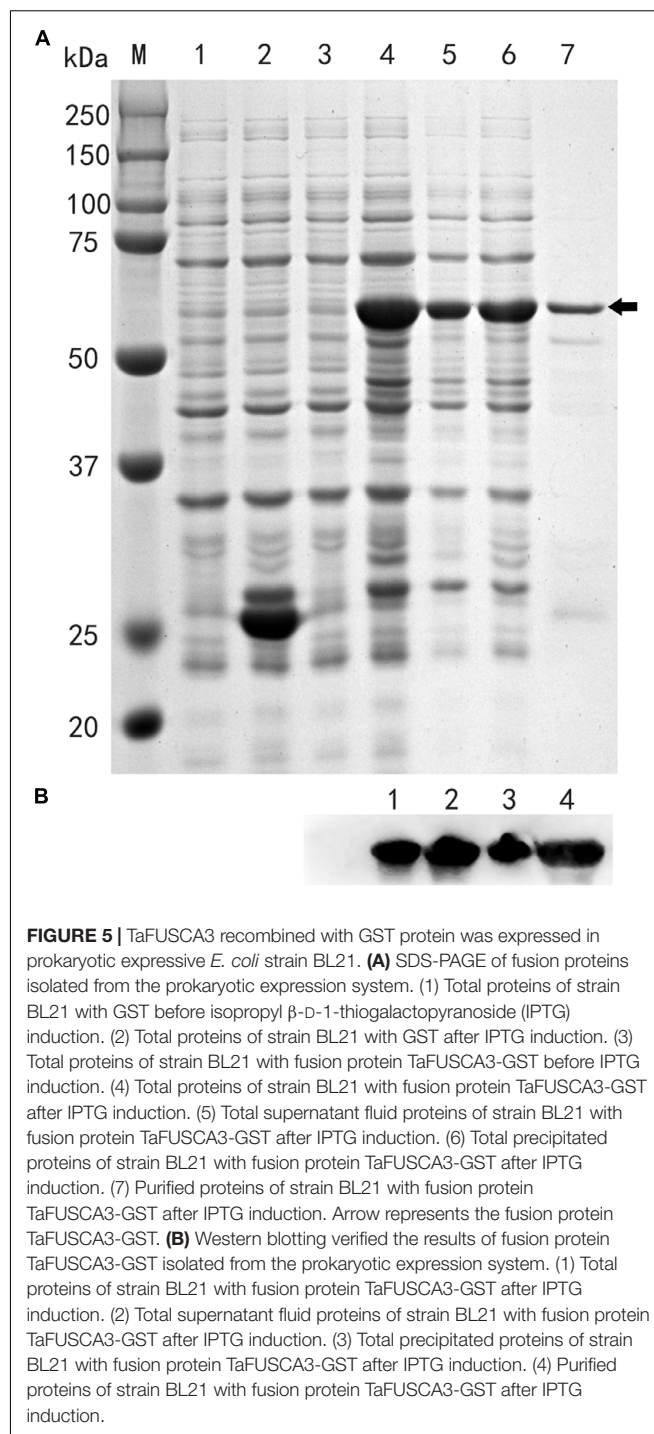 A
kDa M 1 2 3 4 5 6 7
250
150
100
75
50
37
25
20
B
1 2 3 4
FIGURE 5 | TaFUSCA3 recombined with GST protein was expressed in
prokaryotic expressive E. coli strain BL21. (A) SDS-PAGE of fusion proteins
isolated from the prokaryotic expression system. (1) Total proteins of strain
BL21 with GST before isopropyl β-D-1-thiogalactopyranoside (IPTG)
induction. (2) Total proteins of strain BL21 with GST after IPTG induction. (3)
Total proteins of strain BL21 with fusion protein TaFUSCA3-GST before IPTG
induction. (4) Total proteins of strain BL21 with fusion protein TaFUSCA3-GST
after IPTG induction. (5) Total supernatant fluid proteins of strain BL21 with
fusion protein TaFUSCA3-GST after IPTG induction. (6) Total precipitated
proteins of strain BL21 with fusion protein TaFUSCA3-GST after IPTG
induction. (7) Purified proteins of strain BL21 with fusion protein
TaFUSCA3-GST after IPTG induction. Arrow represents the fusion protein
TaFUSCA3-GST. (B) Western blotting verified the results of fusion protein
TaFUSCA3-GST isolated from the prokaryotic expression system. (1) Total
proteins of strain BL21 with fusion protein TaFUSCA3-GST after IPTG
induction. (2) Total supernatant fluid proteins of strain BL21 with fusion protein
TaFUSCA3-GST after IPTG induction. (3) Total precipitated proteins of strain
BL21 with fusion protein TaFUSCA3-GST after IPTG induction. (4) Purified
proteins of strain BL21 with fusion protein TaFUSCA3-GST after IPTG
induction.